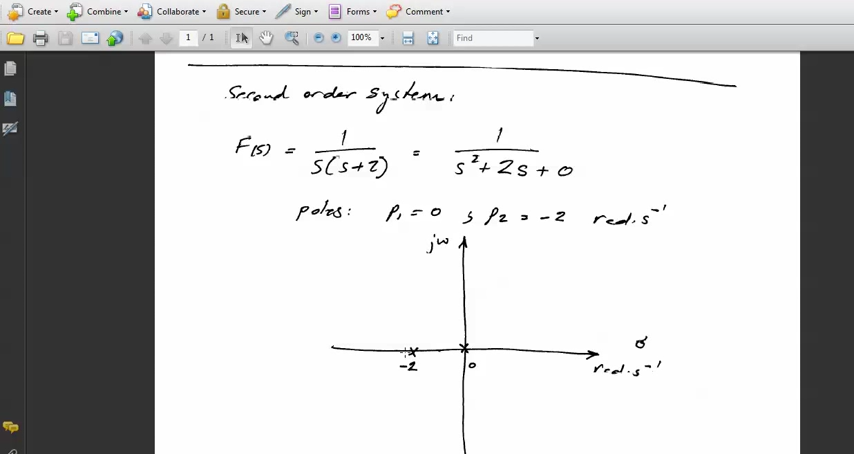 Create Combine Collaborate Secure Sign Forms Comment
1 / 1 100% Find
Second order system:
F(s) = 1/(s(s+2)) = 1/(s²+2s+0)
poles: p₁ = 0 ; p₂ = -2 rad.s⁻¹
jω
σ
-2 0 rad.s⁻¹